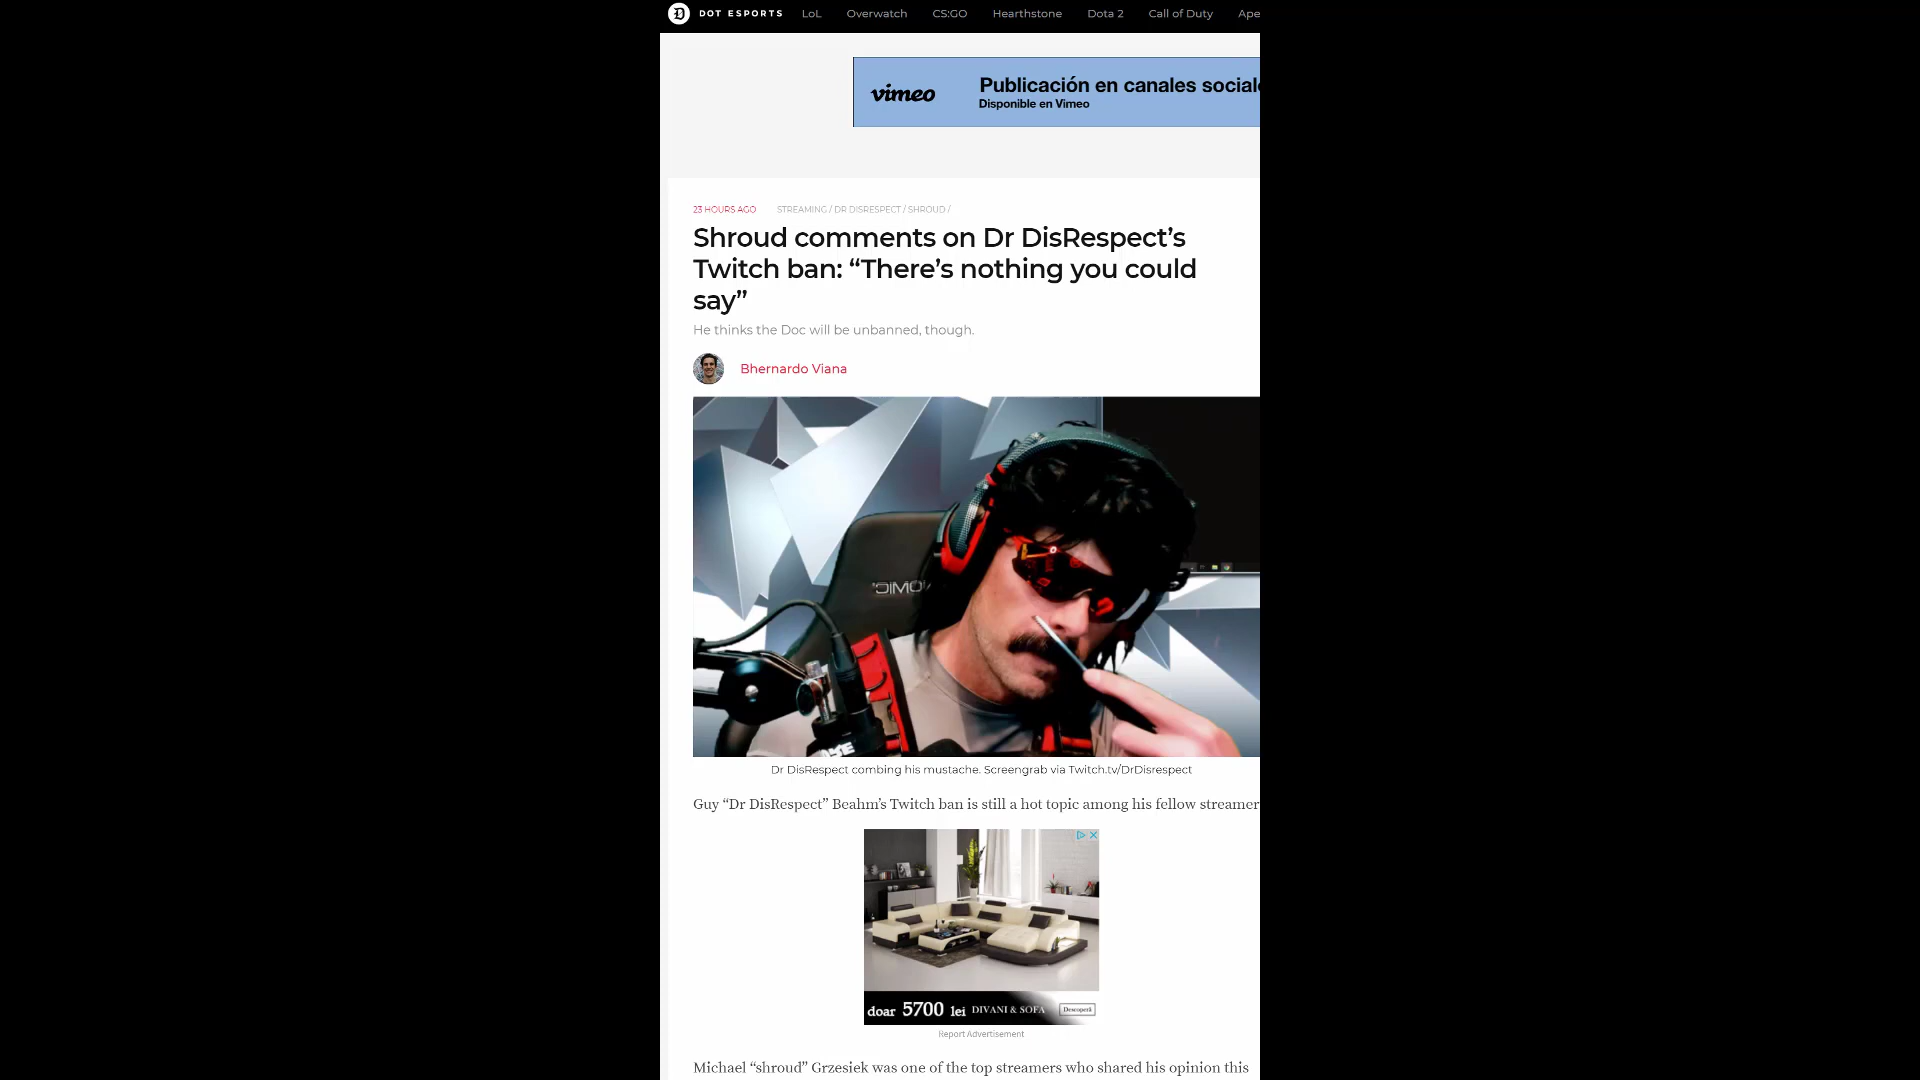 DOT ESPORTS LoL Overwatch CS:GO Hearthstone Dota 2 Call of Duty Ape
vimeo
Publicación en canales sociale
Disponible en Vimeo
23 HOURS AGO STREAMING / DR DISRESPECT / SHROUD /
Shroud comments on Dr DisRespect’s
Twitch ban: “There’s nothing you could
say”
He thinks the Doc will be unbanned, though.
Bhernardo Viana
Dr DisRespect combing his mustache. Screengrab via Twitch.tv/DrDisrespect
Guy “Dr DisRespect” Beahm’s Twitch ban is still a hot topic among his fellow streamer
doar 5700 lei DIVANI & SOFA Descoperă
Report Advertisement
Michael “shroud” Grzesiek was one of the top streamers who shared his opinion this